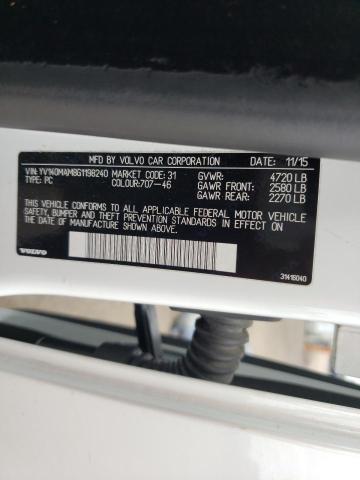 MFD BY VOLVO CAR CORPORATION DATE: 11/15
VIN: YV140MAM8G1198240 MARKET CODE: 31 GVWR: 4720 LB
TYPE: PC COLOUR:707-46 GAWR FRONT: 2580 LB
GAWR REAR: 2270 LB
THIS VEHICLE CONFORMS TO ALL APPLICABLE FEDERAL MOTOR VEHICLE
SAFETY, BUMPER AND THEFT PREVENTION STANDARDS IN EFFECT ON THE
DATE OF MANUFACTURE SHOWN ABOVE.
VOLVO 31416040